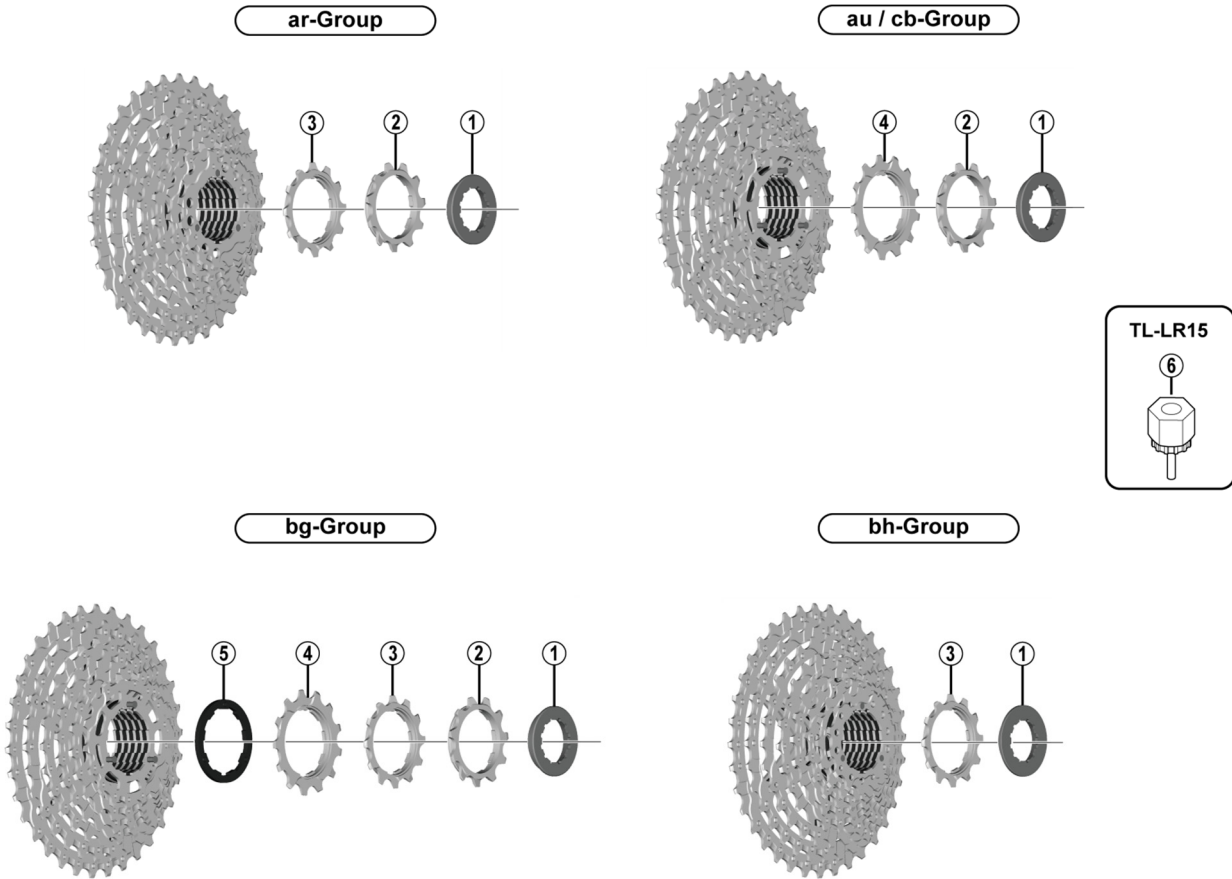 ar-Group
au / cb-Group
③ ② ①
④ ② ①
TL-LR15
⑥
bg-Group
bh-Group
⑤ ④ ③ ② ①
③ ①